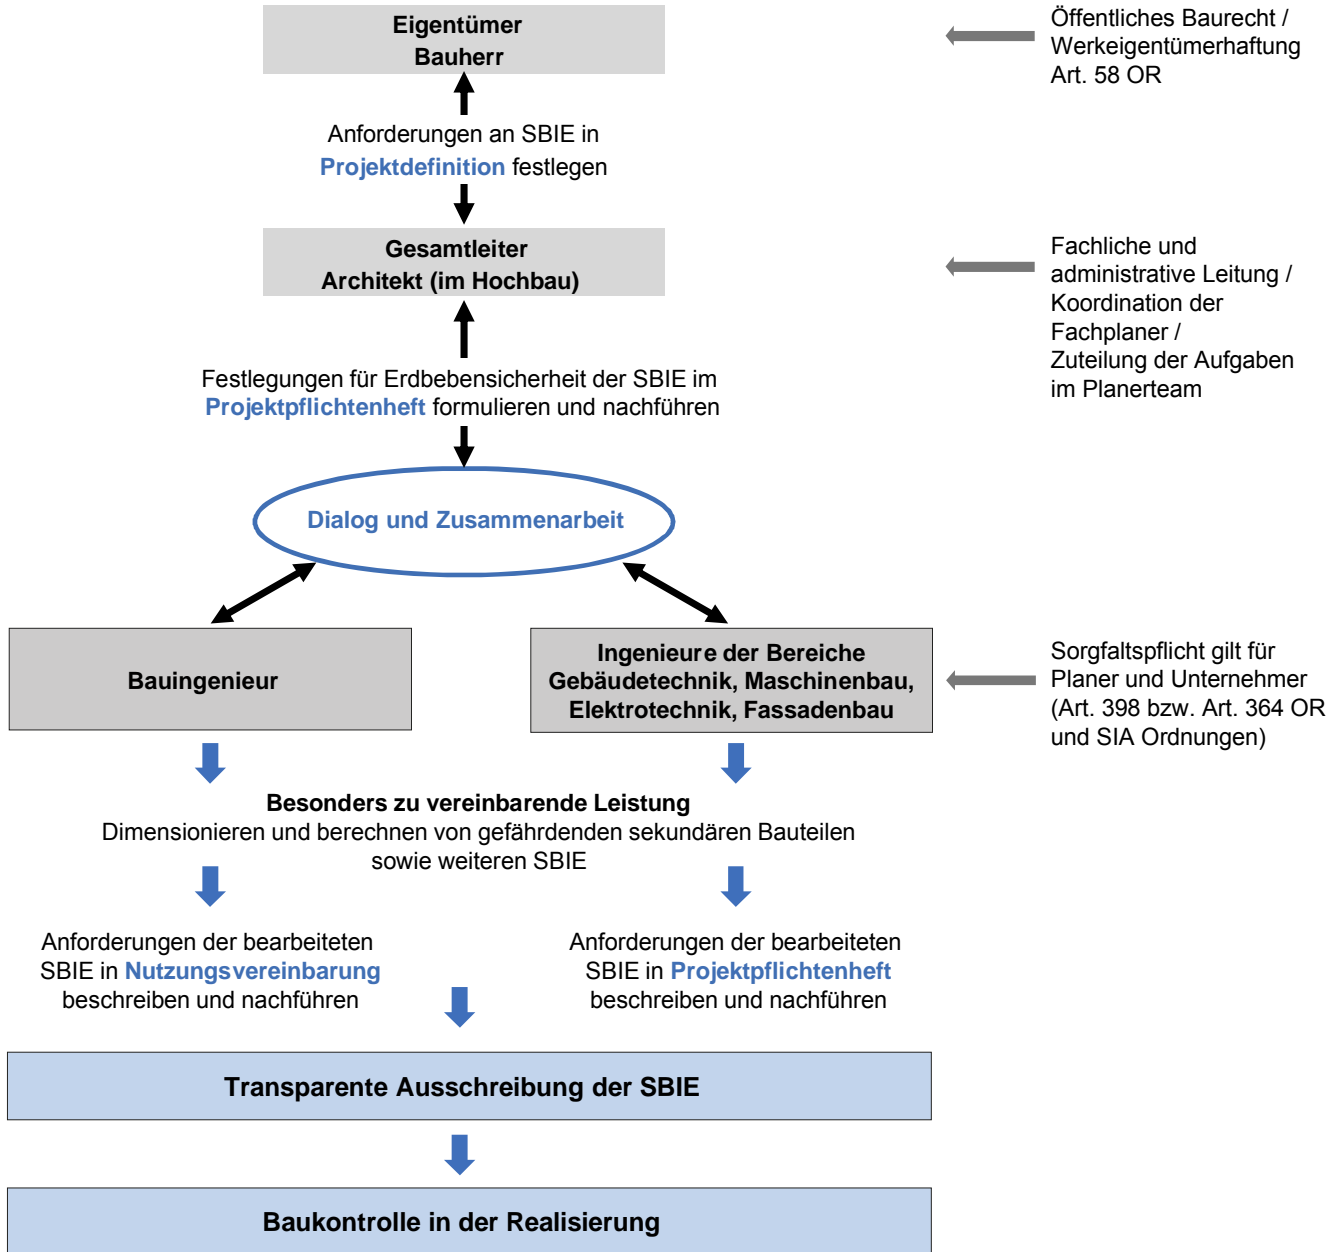 Eigentümer
Bauherr
Öffentliches Baurecht /
Werkeigentümerhaftung
Art. 58 OR
Anforderungen an SBIE in
Projektdefinition festlegen
Gesamtleiter
Architekt (im Hochbau)
Fachliche und
administrative Leitung /
Koordination der
Fachplaner /
Zuteilung der Aufgaben
im Planerteam
Festlegungen für Erdbebensicherheit der SBIE im
Projektpflichtenheft formulieren und nachführen
Dialog und Zusammenarbeit
Bauingenieur
Ingenieure der Bereiche
Gebäudetechnik, Maschinenbau,
Elektrotechnik, Fassadenbau
Sorgfaltspflicht gilt für
Planer und Unternehmer
(Art. 398 bzw. Art. 364 OR
und SIA Ordnungen)
Besonders zu vereinbarende Leistung
Dimensionieren und berechnen von gefährdenden sekundären Bauteilen
sowie weiteren SBIE
Anforderungen der bearbeiteten
SBIE in Nutzungsvereinbarung
beschreiben und nachführen
Anforderungen der bearbeiteten
SBIE in Projektpflichtenheft
beschreiben und nachführen
Transparente Ausschreibung der SBIE
Baukontrolle in der Realisierung